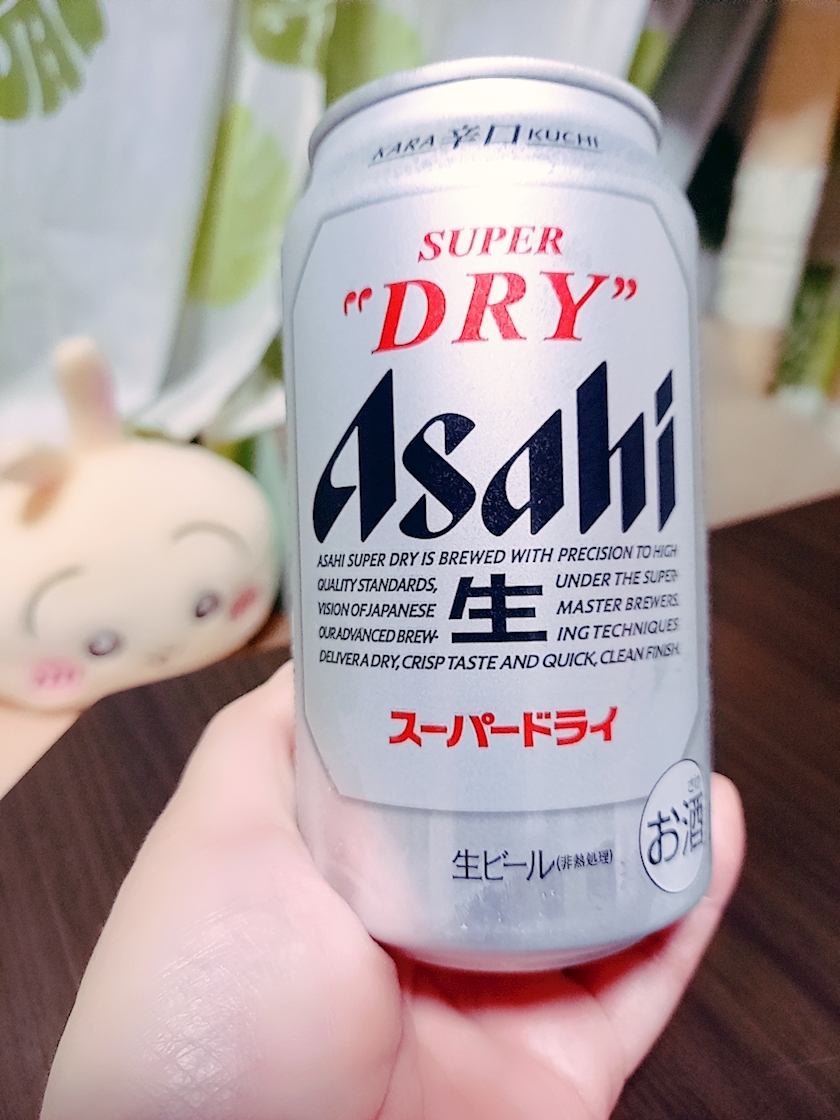 KARA 辛口 KUCHI
SUPER
“DRY”
Asahi
ASAHI SUPER DRY IS BREWED WITH PRECISION TO HIGH
QUALITY STANDARDS, UNDER THE SUPER-
VISION OF JAPANESE 生 MASTER BREWERS.
OUR ADVANCED BREW- ING TECHNIQUES
DELIVER A DRY, CRISP TASTE AND QUICK, CLEAN FINISH.
スーパードライ
生ビール(非熱処理)
さけ
お酒